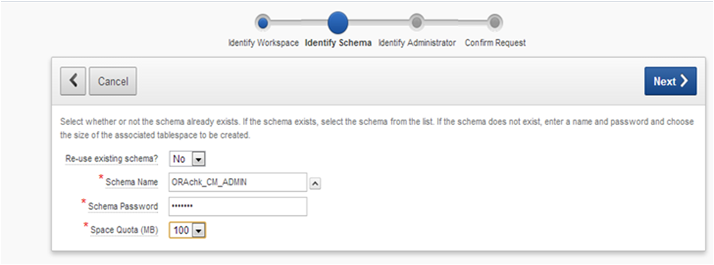 Identify Workspace Identify Schema Identify Administrator Confirm Request
Cancel Next
Select whether or not the schema already exists. If the schema exists, select the schema from the list. If the schema does not exist, enter a name and password and choose
the size of the associated tablespace to be created.
Re-use existing schema? No
* Schema Name ORAchk_CM_ADMIN
* Schema Password •••••••
* Space Quota (MB) 100